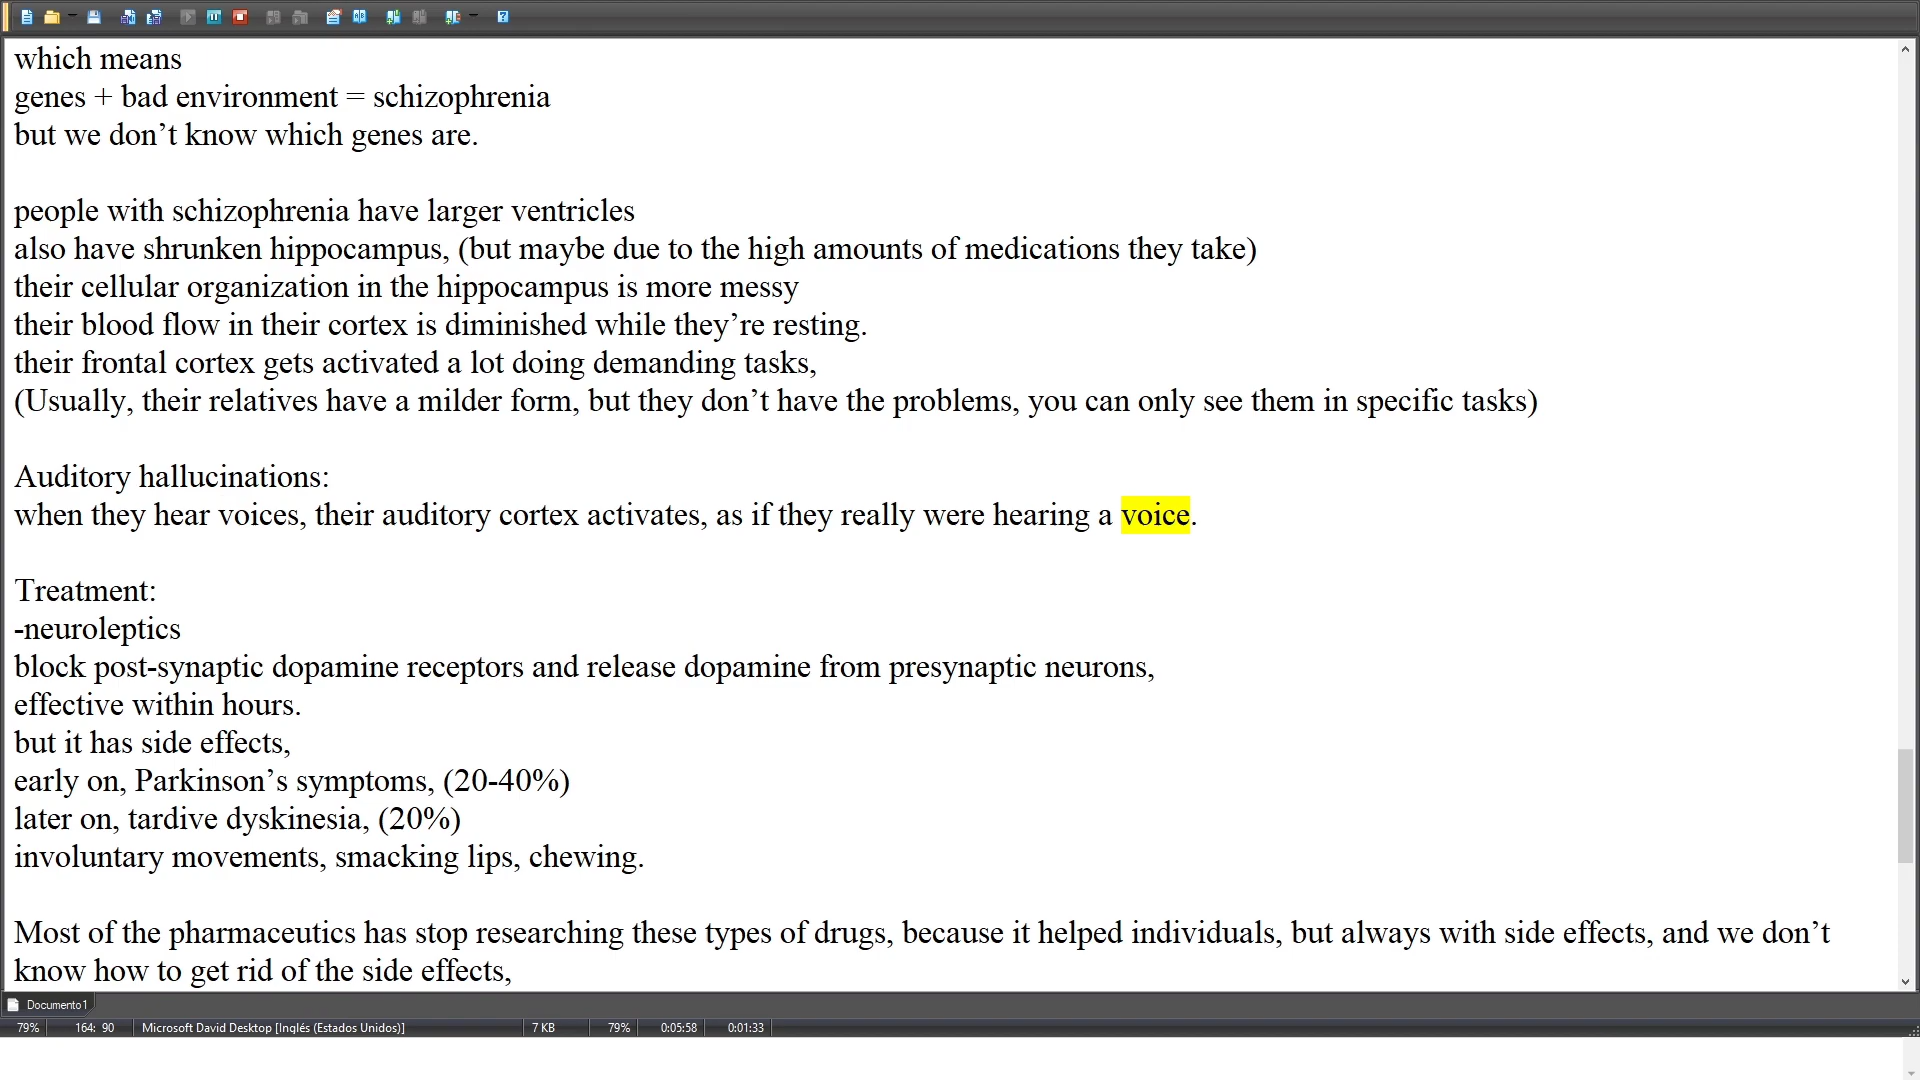 which means
genes + bad environment = schizophrenia
but we don’t know which genes are.
people with schizophrenia have larger ventricles
also have shrunken hippocampus, (but maybe due to the high amounts of medications they take)
their cellular organization in the hippocampus is more messy
their blood flow in their cortex is diminished while they’re resting.
their frontal cortex gets activated a lot doing demanding tasks,
(Usually, their relatives have a milder form, but they don’t have the problems, you can only see them in specific tasks)
Auditory hallucinations:
when they hear voices, their auditory cortex activates, as if they really were hearing a voice.
Treatment:
-neuroleptics
block post-synaptic dopamine receptors and release dopamine from presynaptic neurons,
effective within hours.
but it has side effects,
early on, Parkinson’s symptoms, (20-40%)
later on, tardive dyskinesia, (20%)
involuntary movements, smacking lips, chewing.
Most of the pharmaceutics has stop researching these types of drugs, because it helped individuals, but always with side effects, and we don’t
know how to get rid of the side effects,
Documento1
79% 164: 90 Microsoft David Desktop [Inglés (Estados Unidos)] 7 KB 79% 0:05:58 0:01:33